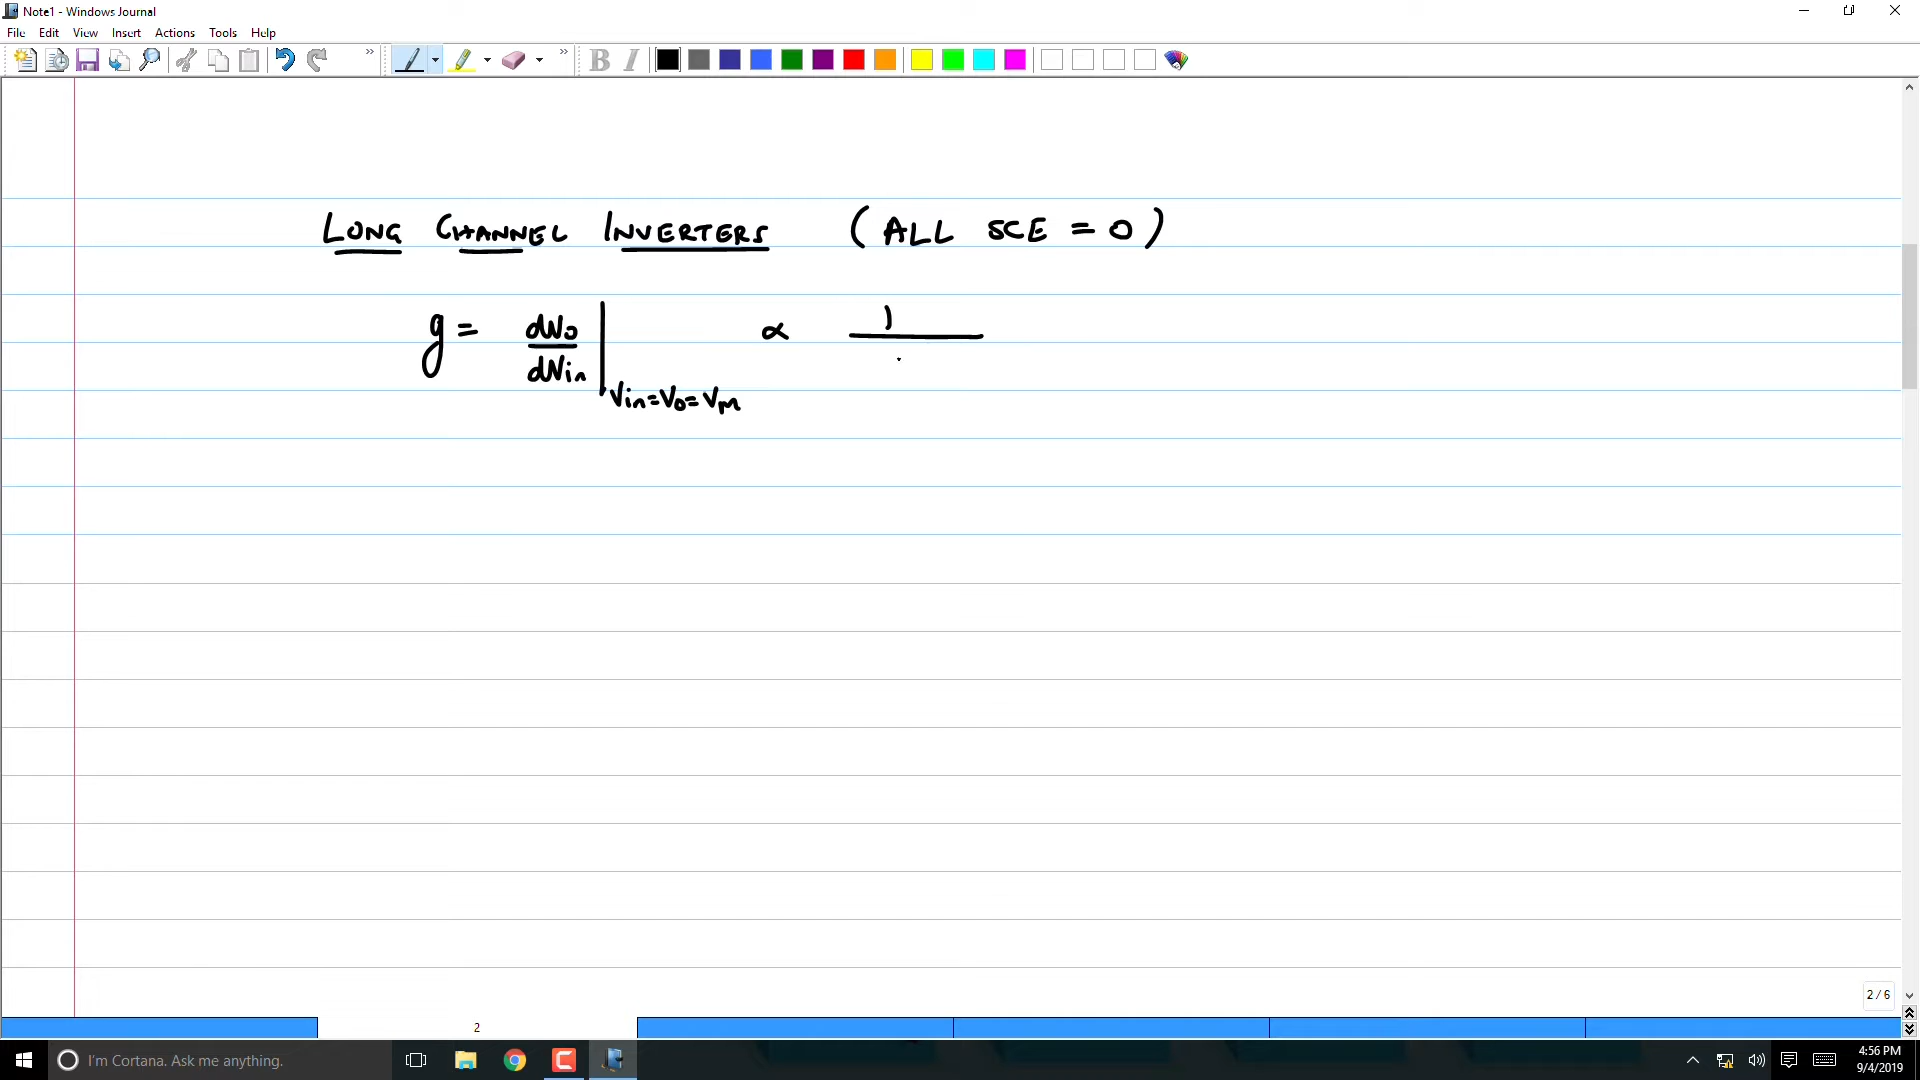 Note1 - Windows Journal
File Edit View Insert Actions Tools Help
B I
LONG CHANNEL INVERTERS (ALL SCE = 0)
g = dVo / dVin | Vin=Vo=Vm ∝ 1 /
2 / 6
2
I'm Cortana. Ask me anything.
4:56 PM
9/4/2019